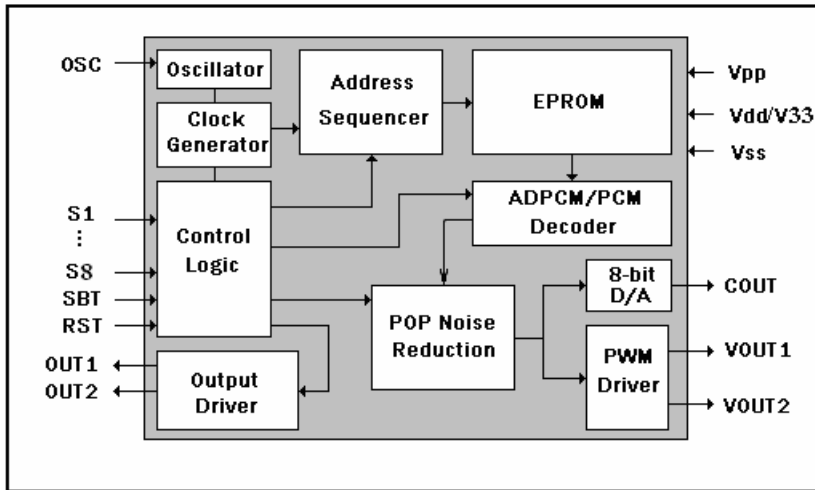 OSC
Oscillator
Clock
Generator
Address
Sequencer
EPROM
Vpp
Vdd/V33
Vss
S1
⋮
S8
SBT
RST
Control
Logic
ADPCM/PCM
Decoder
POP Noise
Reduction
8-bit
D/A
COUT
PWM
Driver
VOUT1
VOUT2
OUT1
OUT2
Output
Driver